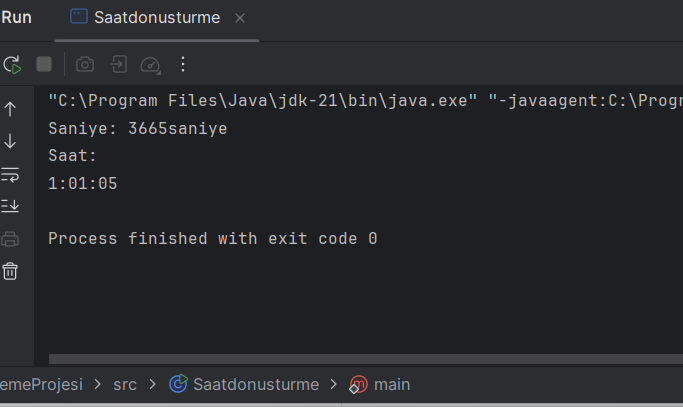 Run Saatdonusturme
"C:\Program Files\Java\jdk-21\bin\java.exe" "-javaagent:C:\Progr
Saniye: 3665saniye
Saat:
1:01:05
Process finished with exit code 0
emeProjesi > src > Saatdonusturme > main